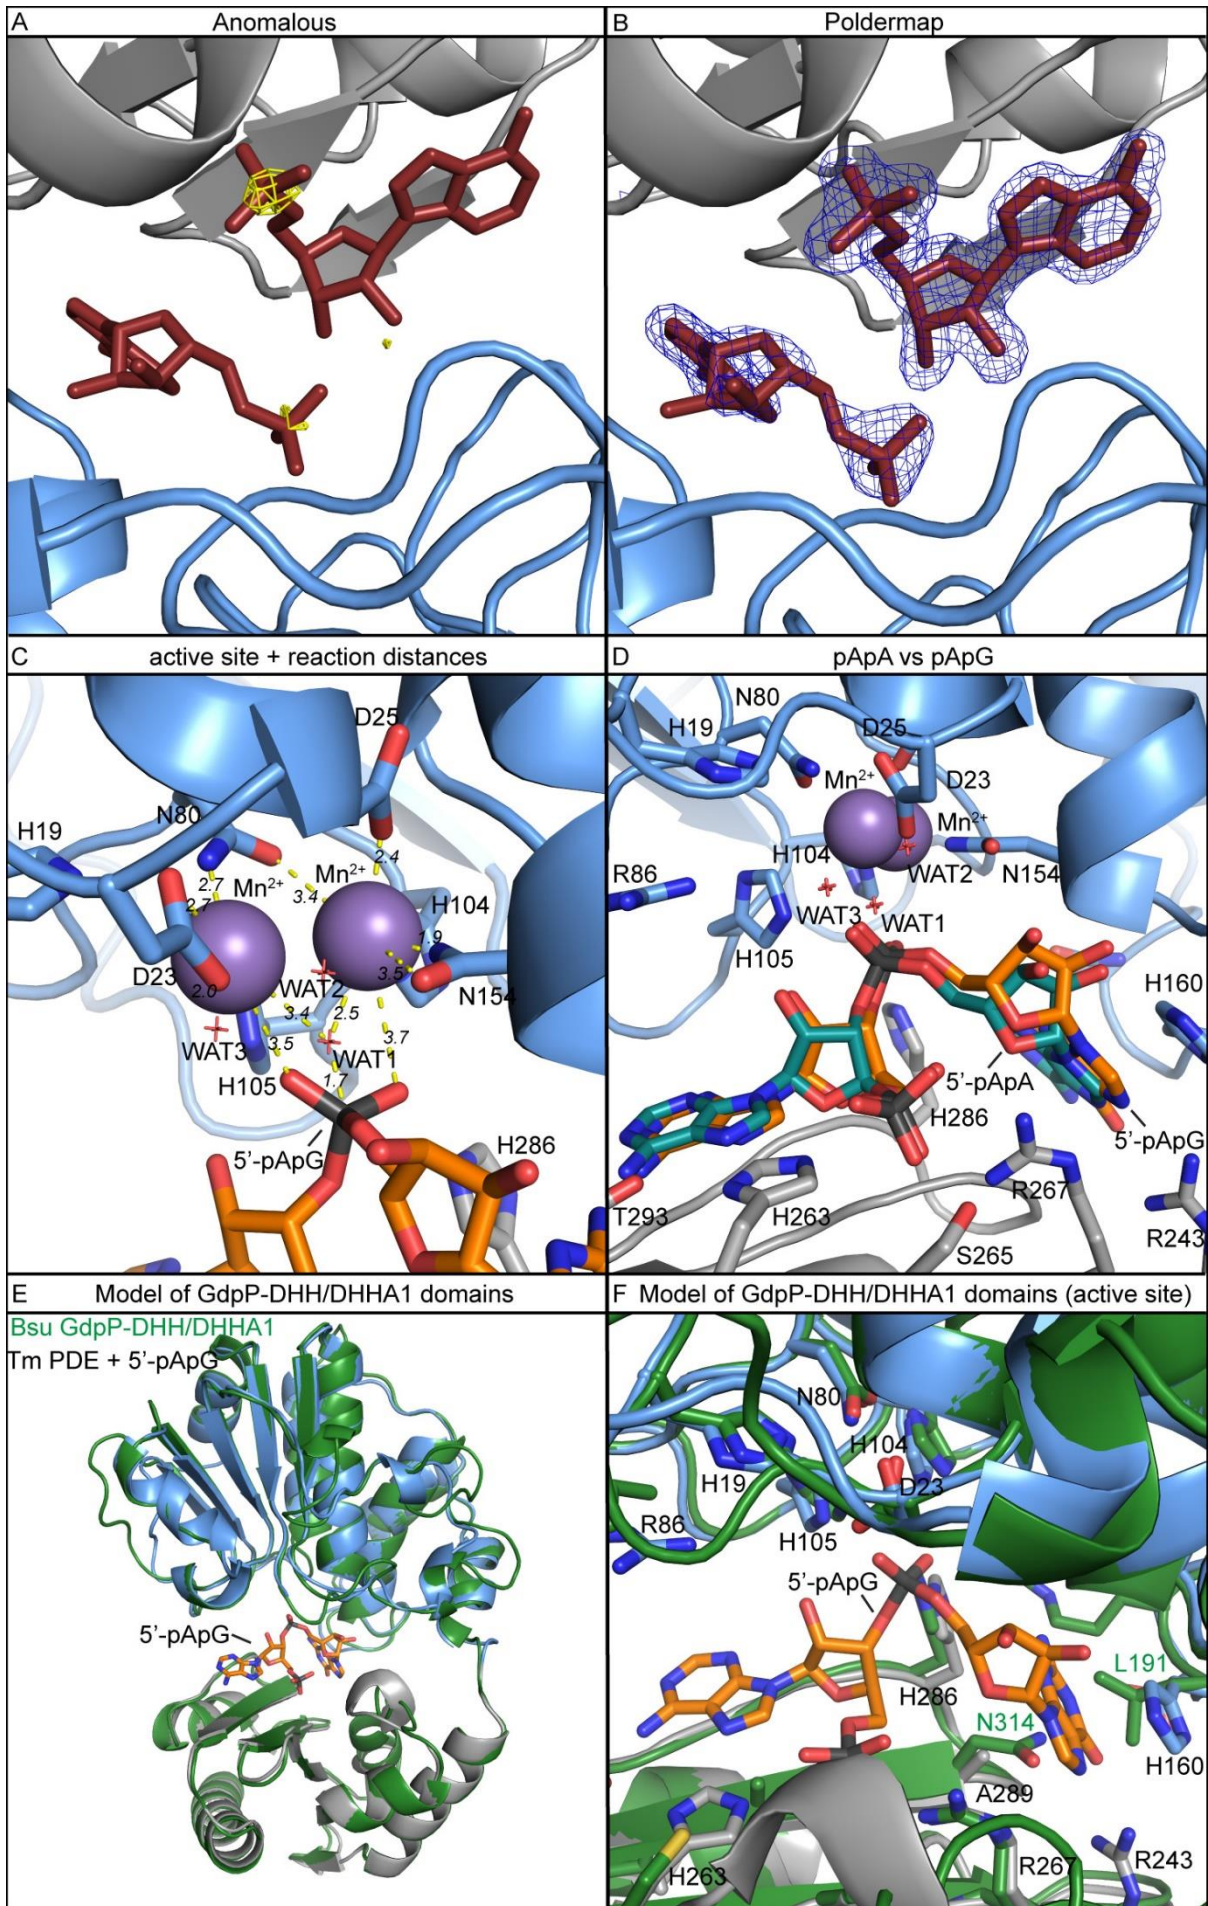 A Anomalous
B Poldermap
C active site + reaction distances
D25
N80
H19
2.4
2.7
Mn²⁺
Mn²⁺
2.7
3.4
H104
1.9
D23
2.0
WAT2
3.5
N154
3.4
2.5
WAT3
3.5
WAT1
3.7
H105
1.7
5'-pApG
H286
D pApA vs pApG
N80
H19
D25
Mn²⁺
D23
Mn²⁺
H104
R86
WAT2
N154
WAT3
WAT1
H105
H160
5'-pApA
H286
5'-pApG
R267
T293
H263
S265
R243
E Model of GdpP-DHH/DHHA1 domains
Bsu GdpP-DHH/DHHA1
Tm PDE + 5'-pApG
5'-pApG
F Model of GdpP-DHH/DHHA1 domains (active site)
N80
H104
H19
D23
R86
H105
5'-pApG
L191
H286
N314
H160
A289
H263
R267
R243